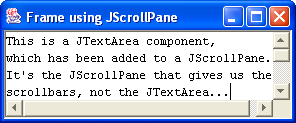 Frame using JScrollPane
This is a JTextArea component,
which has been added to a JScrollPane.
It's the JScrollPane that gives us the
scrollbars, not the JTextArea...